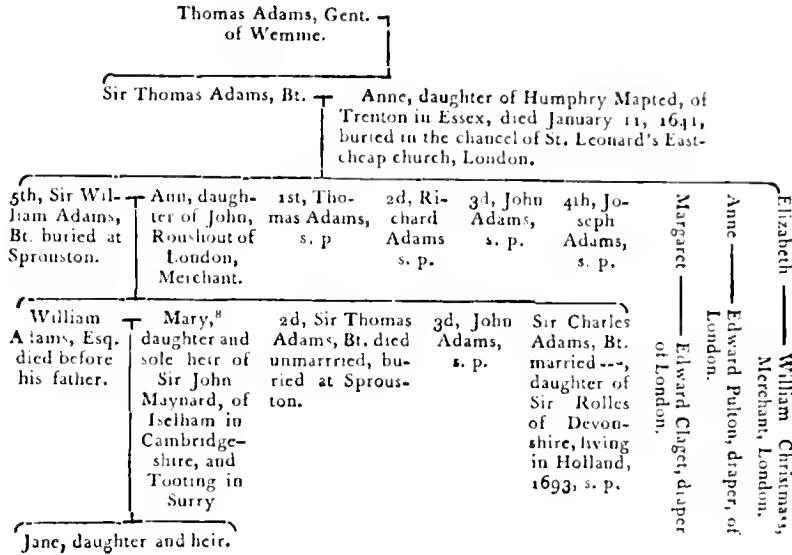 Thomas Adams, Gent.
of Wemme.
Sir Thomas Adams, Bt.
Anne, daughter of Humphry Mapted, of
Trenton in Essex, died January 11, 1641,
buried in the chancel of St. Leonard's East-
cheap church, London.
5th, Sir Wil-
liam Adams,
Bt. buried at
Sprouston.
Ann, daugh-
ter of John,
Roushout of
London,
Merchant.
1st, Tho-
mas Adams,
s. p
2d, Ri-
chard
Adams
s. p.
3d, John
Adams,
s. p.
4th, Jo-
seph
Adams,
s. p.
Margaret
Edward Claget, draper
of London.
Anne
Edward Pulton, draper, of
London.
Elizabeth
William Christmass,
Merchant, London.
William
Adams, Esq.
died before
his father.
Mary,⁸
daughter and
sole heir of
Sir John
Maynard, of
Iselham in
Cambridge-
shire, and
Tooting in
Surry
2d, Sir Thomas
Adams, Bt. died
unmarrried, bu-
ried at Sprous-
ton.
3d, John
Adams,
s. p.
Sir Charles
Adams, Bt.
married ---,
daughter of
Sir Rolles
of Devon-
shire, living
in Holland,
1693, s. p.
Jane, daughter and heir.